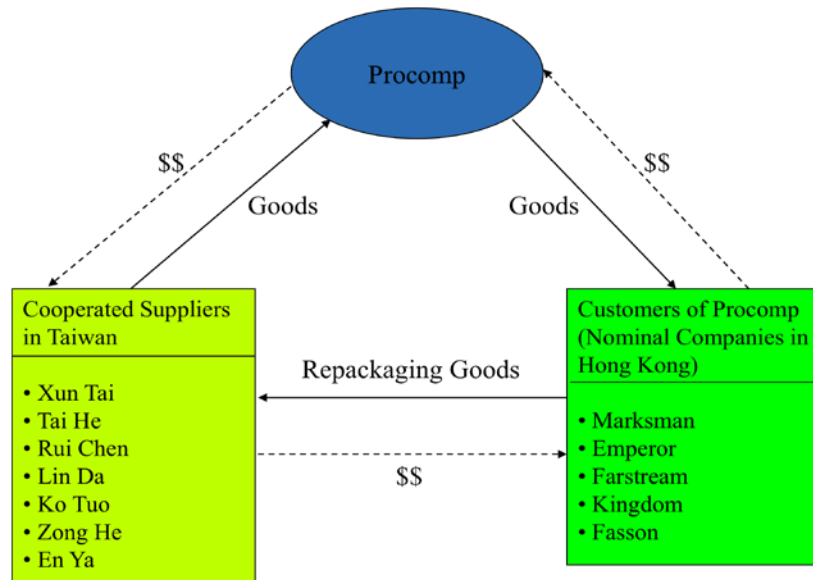 Procomp
$$
$$
Goods
Goods
Cooperated Suppliers
in Taiwan
• Xun Tai
• Tai He
• Rui Chen
• Lin Da
• Ko Tuo
• Zong He
• En Ya
Repackaging Goods
$$
Customers of Procomp
(Nominal Companies in
Hong Kong)
• Marksman
• Emperor
• Farstream
• Kingdom
• Fasson